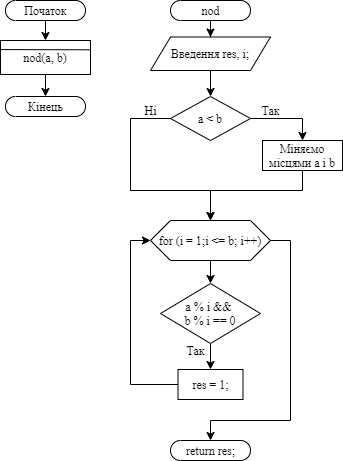 Початок
nod(a, b)
Кінець
nod
Введення res, i;
a < b
Ні
Так
Міняємо
місцями a і b
for (i = 1;i <= b; i++)
a % i &&
b % i == 0
Так
res = 1;
return res;